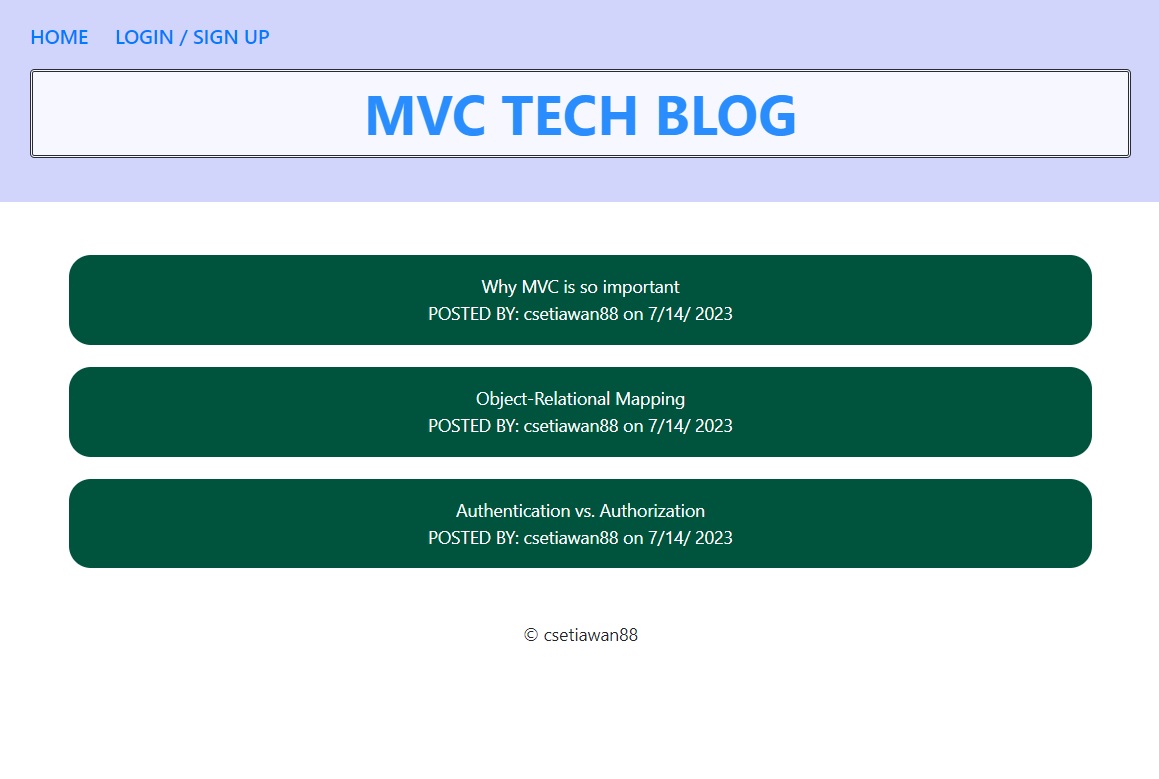 HOME LOGIN / SIGN UP
MVC TECH BLOG
Why MVC is so important
POSTED BY: csetiawan88 on 7/14/ 2023
Object-Relational Mapping
POSTED BY: csetiawan88 on 7/14/ 2023
Authentication vs. Authorization
POSTED BY: csetiawan88 on 7/14/ 2023
© csetiawan88